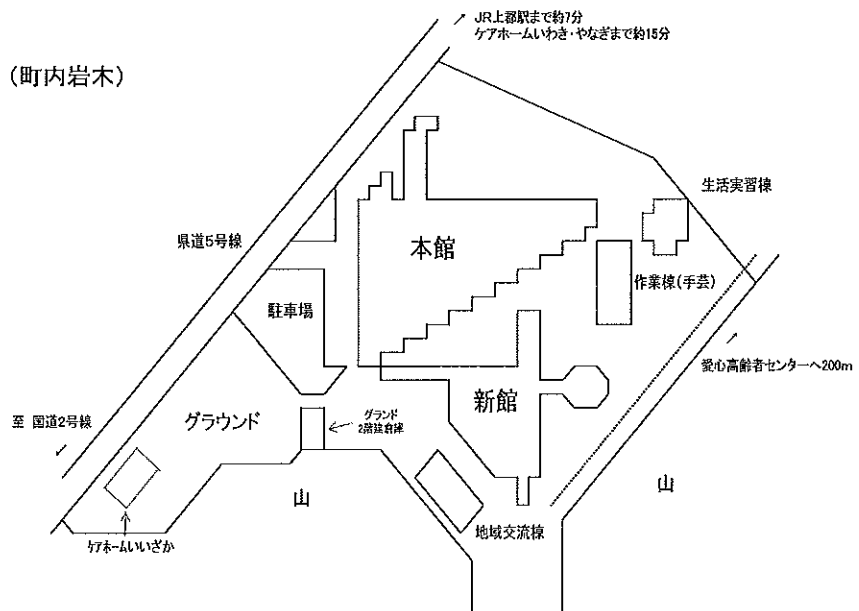 ↗ JR上郡駅まで約7分
ケアホームいわき・やなぎまで約15分
(町内岩木)
生活実習棟
県道5号線
本館
作業棟(手芸)
駐車場
愛心高齢者センターへ200m
新館
至 国道2号線
グラウンド
グランド
2階建倉庫
山
山
地域交流棟
ケアホームいいざか